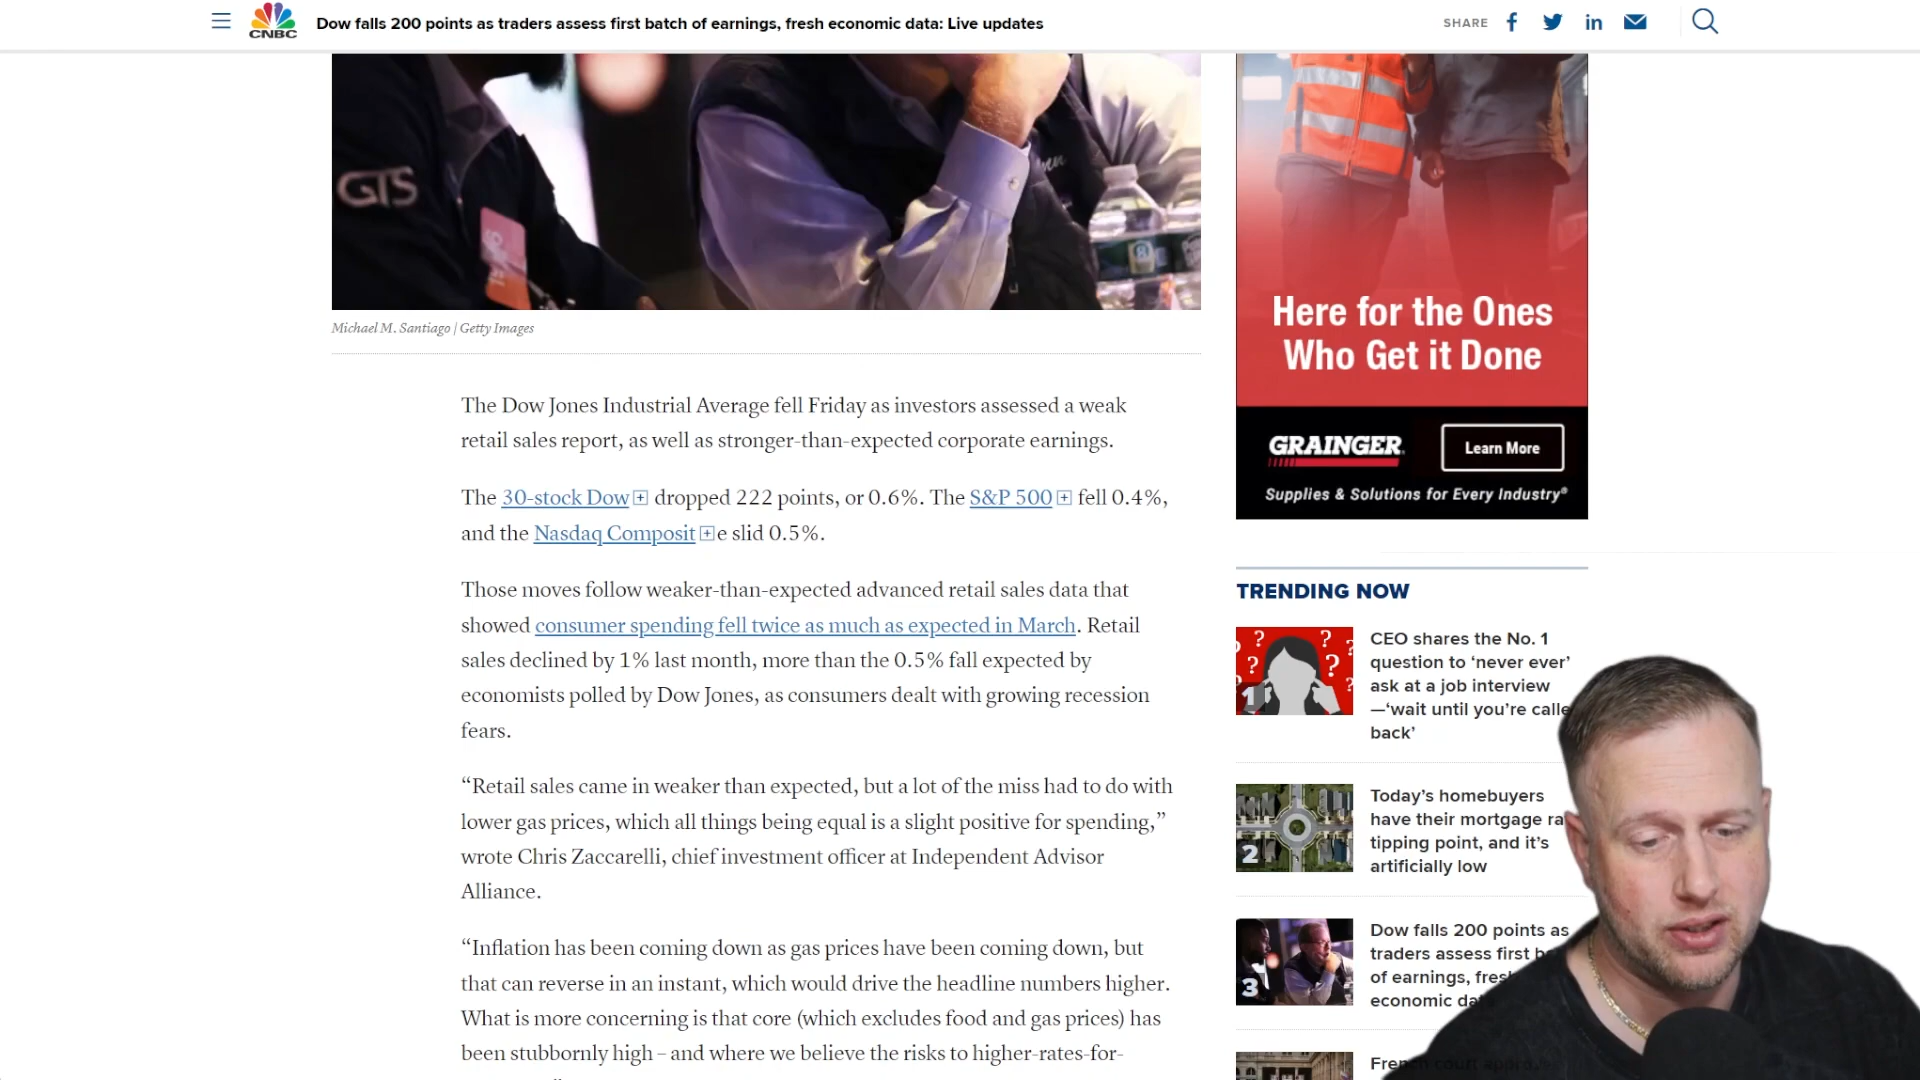 CNBC
Dow falls 200 points as traders assess first batch of earnings, fresh economic data: Live updates
SHARE
GTS
Michael M. Santiago | Getty Images
The Dow Jones Industrial Average fell Friday as investors assessed a weak
retail sales report, as well as stronger-than-expected corporate earnings.
The 30-stock Dow dropped 222 points, or 0.6%. The S&P 500 fell 0.4%,
and the Nasdaq Composit e slid 0.5%.
Those moves follow weaker-than-expected advanced retail sales data that
showed consumer spending fell twice as much as expected in March. Retail
sales declined by 1% last month, more than the 0.5% fall expected by
economists polled by Dow Jones, as consumers dealt with growing recession
fears.
“Retail sales came in weaker than expected, but a lot of the miss had to do with
lower gas prices, which all things being equal is a slight positive for spending,”
wrote Chris Zaccarelli, chief investment officer at Independent Advisor
Alliance.
“Inflation has been coming down as gas prices have been coming down, but
that can reverse in an instant, which would drive the headline numbers higher.
What is more concerning is that core (which excludes food and gas prices) has
been stubbornly high – and where we believe the risks to higher-rates-for-
Here for the Ones
Who Get it Done
GRAINGER
Learn More
Supplies & Solutions for Every Industry®
TRENDING NOW
1
CEO shares the No. 1
question to ‘never ever’
ask at a job interview
—‘wait until you’re calle
back’
2
Today’s homebuyers
have their mortgage ra
tipping point, and it’s
artificially low
3
Dow falls 200 points as
traders assess first b
of earnings, fres
economic da
French court approv